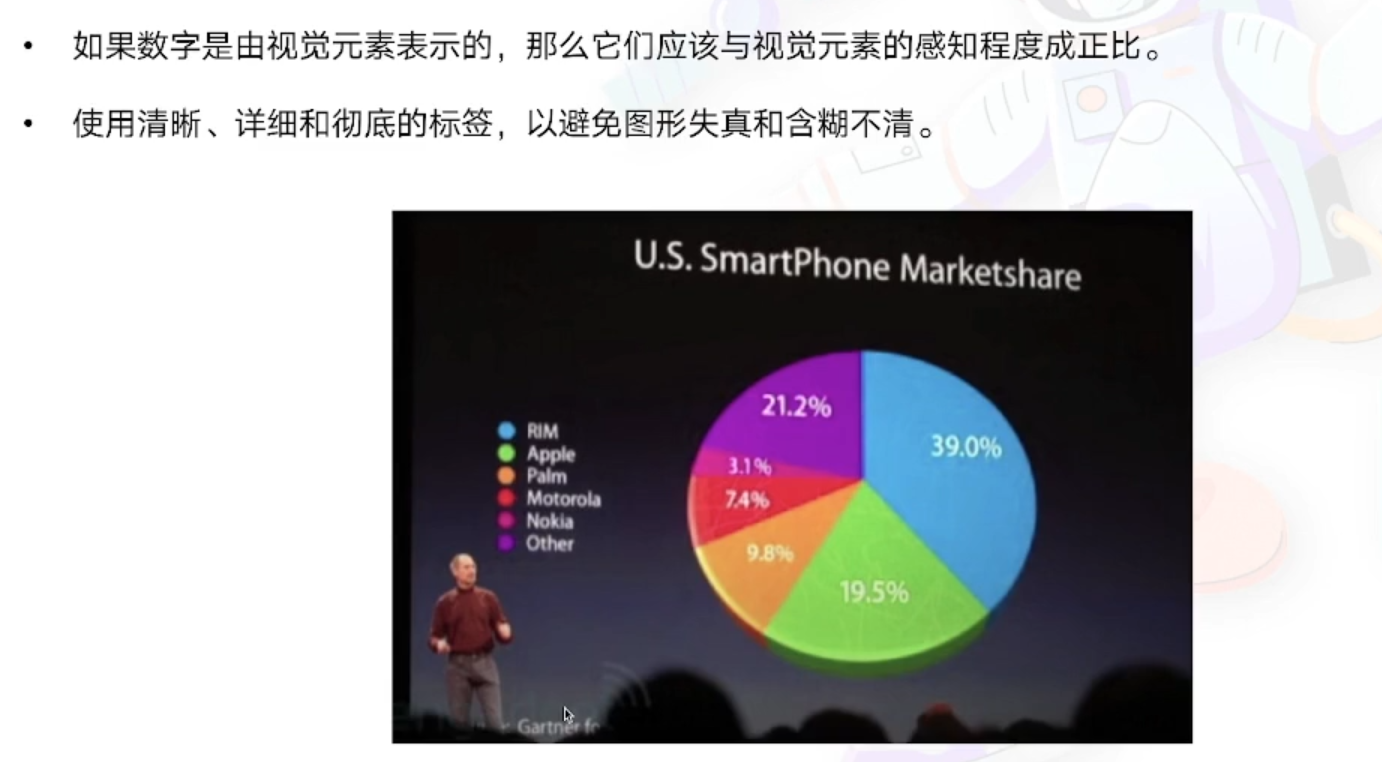 如果数字是由视觉元素表示的，那么它们应该与视觉元素的感知程度成正比。
使用清晰、详细和彻底的标签，以避免图形失真和含糊不清。
U.S. SmartPhone Marketshare
21.2%
39.0%
3.1%
7.4%
9.8%
19.5%
RIM
Apple
Palm
Motorola
Nokia
Other
Gartner